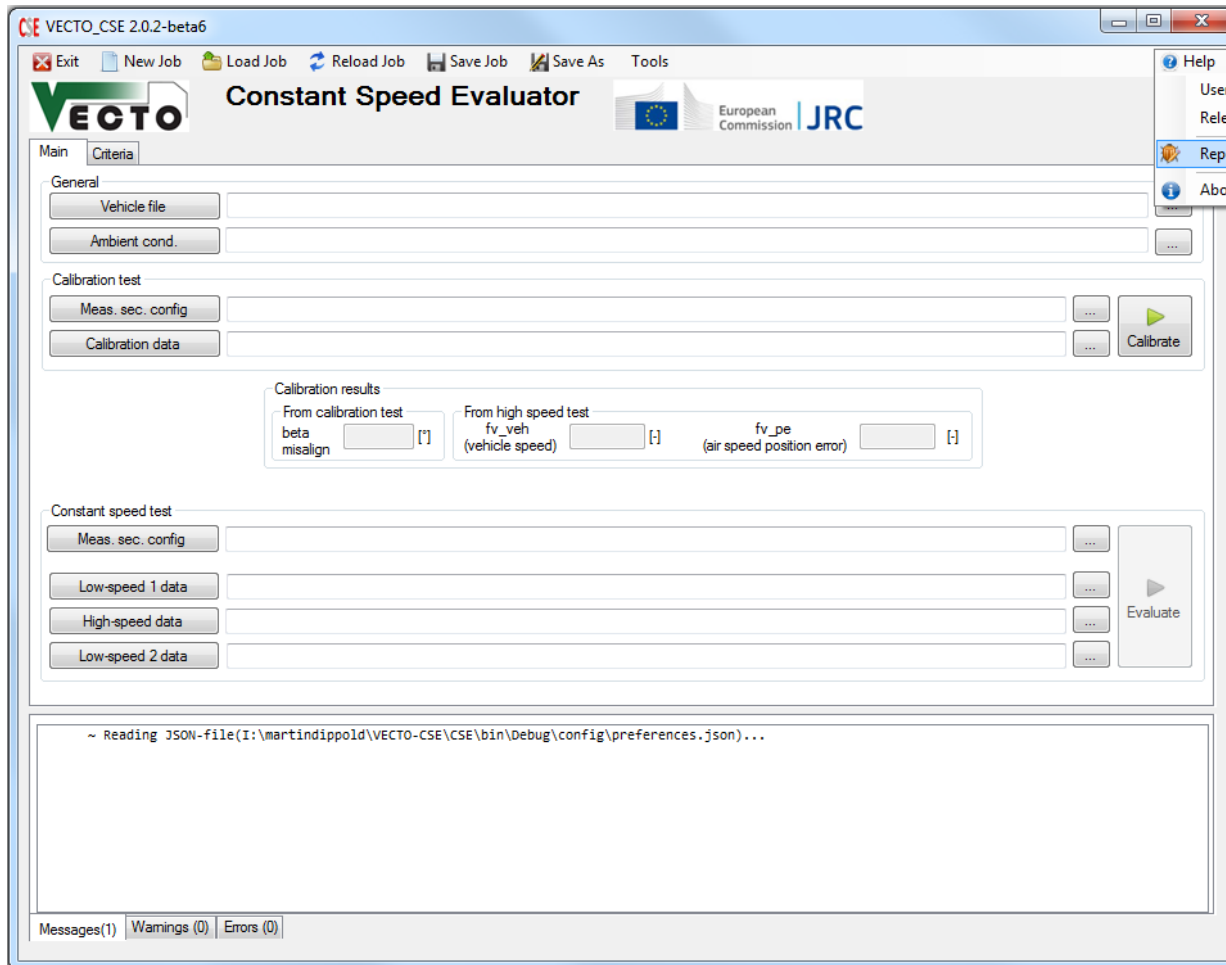 CSE VECTO_CSE 2.0.2-beta6
Exit New Job Load Job Reload Job Save Job Save As Tools Help
VECTO Constant Speed Evaluator European Commission JRC
User
Rele
Rep
Abo
Main Criteria
General
Vehicle file ...
Ambient cond. ...
Calibration test
Meas. sec. config ...
Calibration data ... Calibrate
Calibration results
From calibration test From high speed test
beta misalign [°] fv_veh (vehicle speed) [-] fv_pe (air speed position error) [-]
Constant speed test
Meas. sec. config ...
Low-speed 1 data ...
High-speed data ... Evaluate
Low-speed 2 data ...
~ Reading JSON-file(I:\martindippold\VECTO-CSE\CSE\bin\Debug\config\preferences.json)...
Messages(1) Warnings (0) Errors (0)